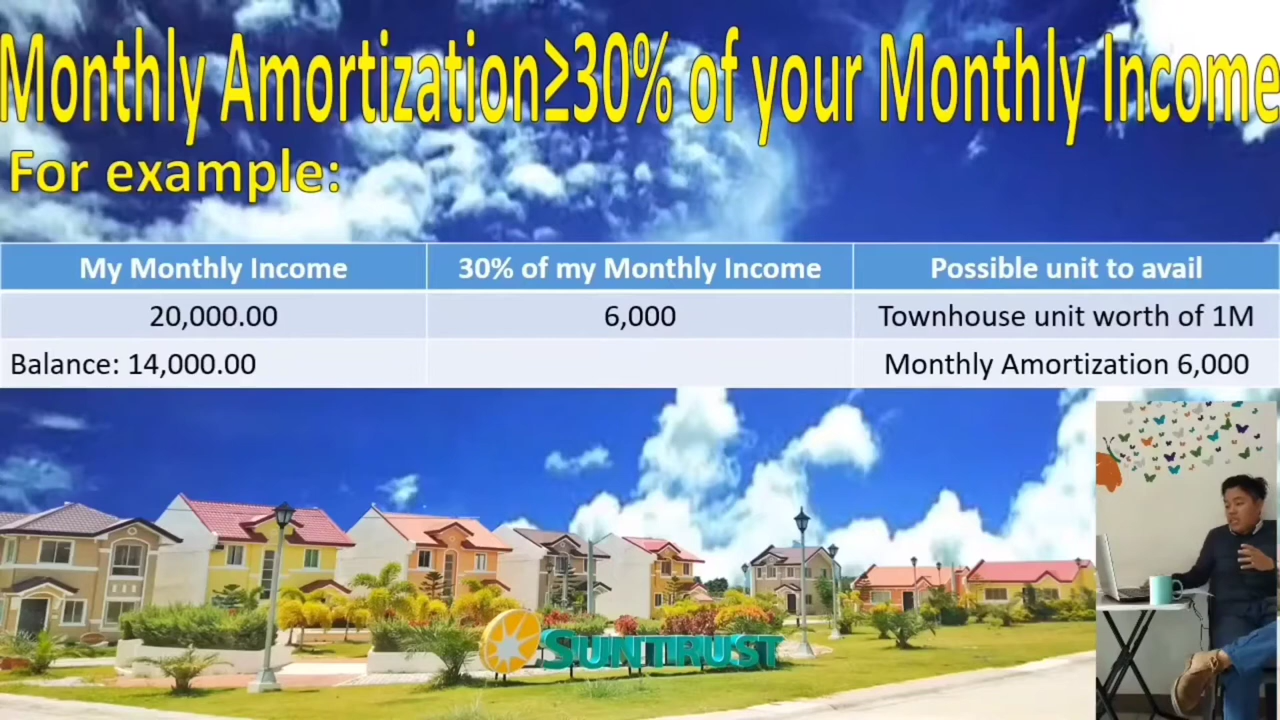 Monthly Amortization≥30% of your Monthly Income
For example:
My Monthly Income 30% of my Monthly Income Possible unit to avail
20,000.00 6,000 Townhouse unit worth of 1M
Balance: 14,000.00 Monthly Amortization 6,000
SUNTRUST